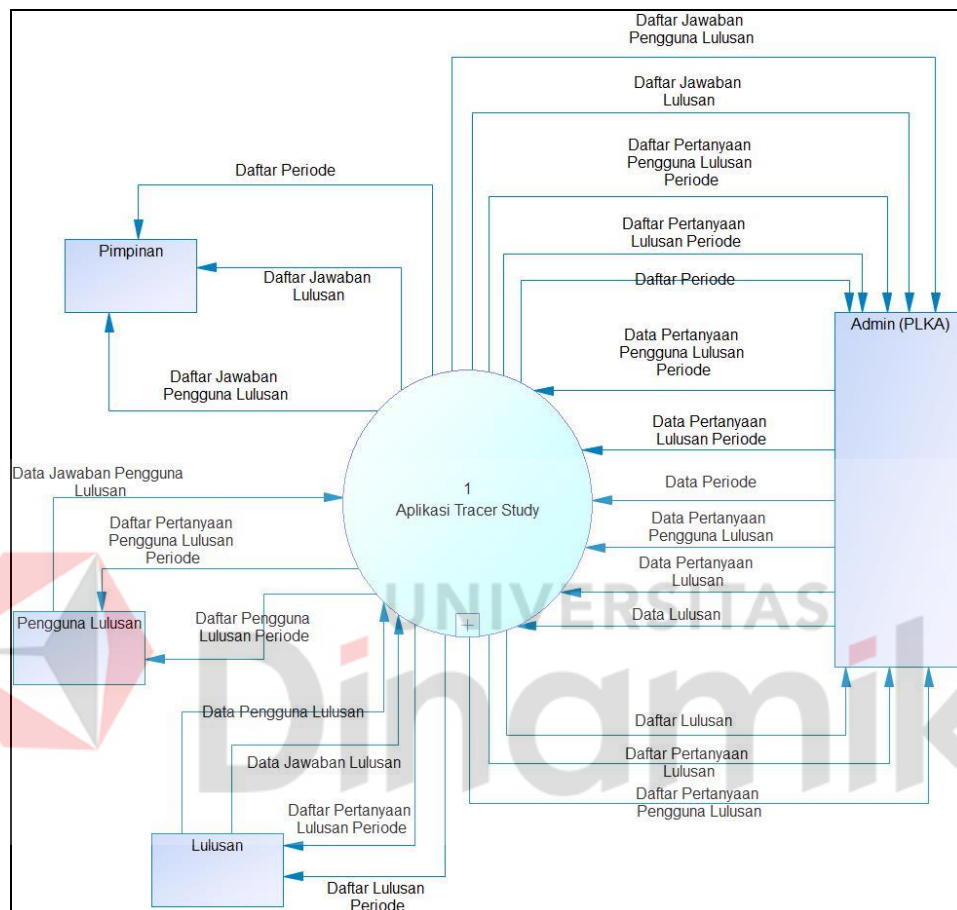 Daftar Jawaban
Pengguna Lulusan
Daftar Jawaban
Lulusan
Daftar Pertanyaan
Pengguna Lulusan
Periode
Daftar Periode
Daftar Pertanyaan
Lulusan Periode
Pimpinan
Daftar Jawaban
Lulusan
Daftar Periode
Admin (PLKA)
Data Pertanyaan
Pengguna Lulusan
Periode
Daftar Jawaban
Pengguna Lulusan
Data Pertanyaan
Lulusan Periode
Data Jawaban Pengguna
Lulusan
1
Aplikasi Tracer Study
Data Periode
Daftar Pertanyaan
Pengguna Lulusan
Periode
Data Pertanyaan
Pengguna Lulusan
Data Pertanyaan
Lulusan
UNIVERSITAS
Dinamik
Pengguna Lulusan
Daftar Pengguna
Lulusan Periode
Data Lulusan
Data Pengguna Lulusan
Daftar Lulusan
Data Jawaban Lulusan
Daftar Pertanyaan
Lulusan
Daftar Pertanyaan
Pengguna Lulusan
Daftar Pertanyaan
Lulusan Periode
Lulusan
Daftar Lulusan
Periode